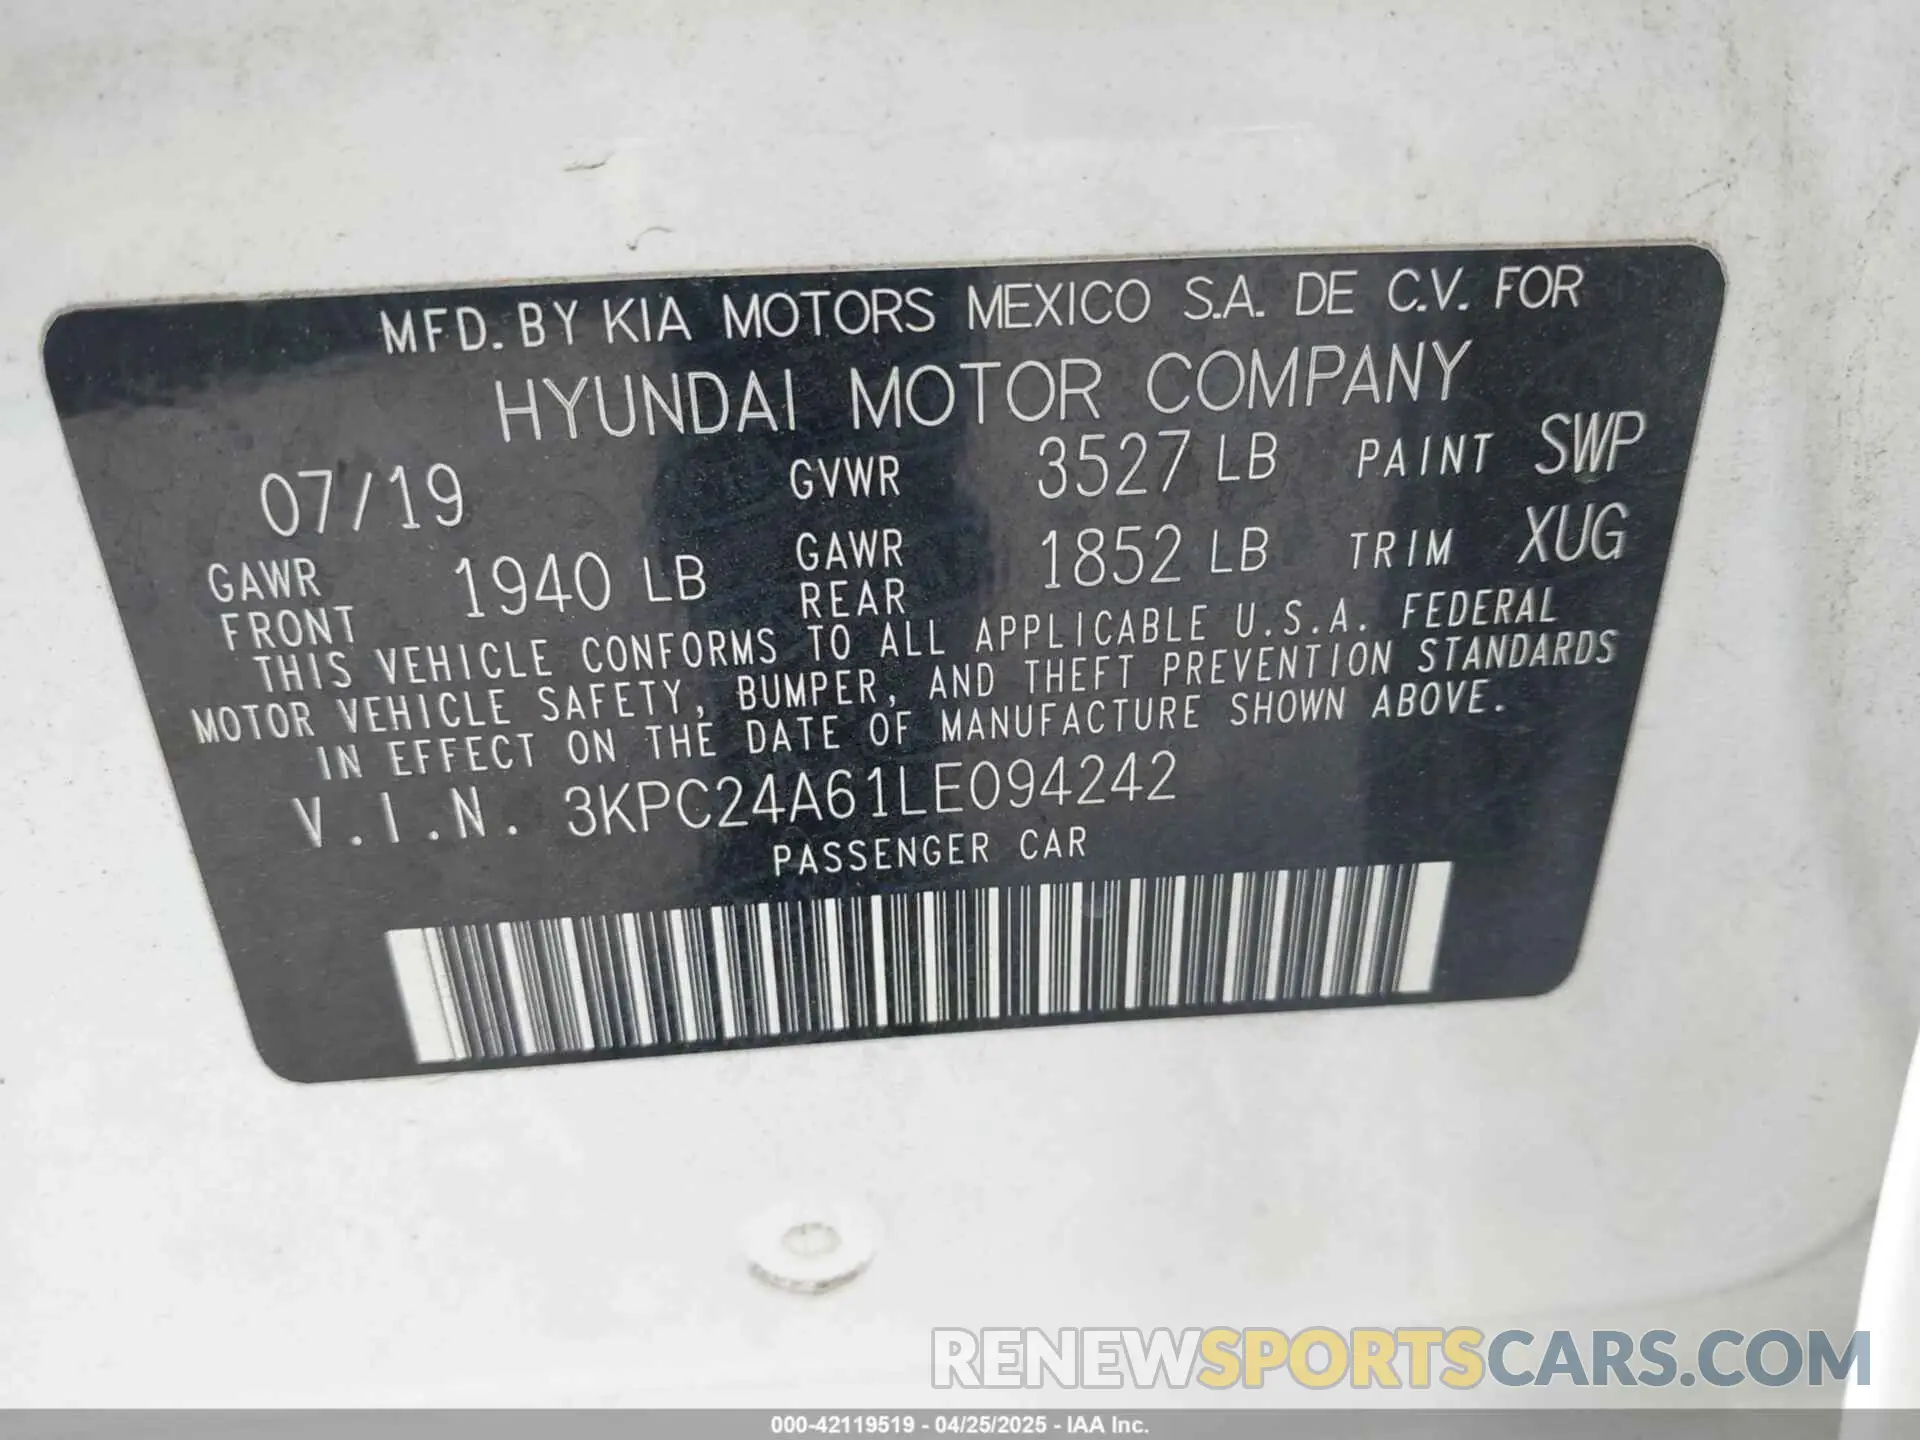 MFD. BY KIA MOTORS MEXICO S.A. DE C.V. FOR
HYUNDAI MOTOR COMPANY
07/19 GVWR 3527 LB PAINT SWP
GAWR FRONT 1940 LB GAWR REAR 1852 LB TRIM XUG
THIS VEHICLE CONFORMS TO ALL APPLICABLE U.S.A. FEDERAL
MOTOR VEHICLE SAFETY, BUMPER, AND THEFT PREVENTION STANDARDS
IN EFFECT ON THE DATE OF MANUFACTURE SHOWN ABOVE.
V.I.N. 3KPC24A61LE094242
PASSENGER CAR
RENEWSPORTSCARS.COM
000-42119519 - 04/25/2025 - IAA Inc.